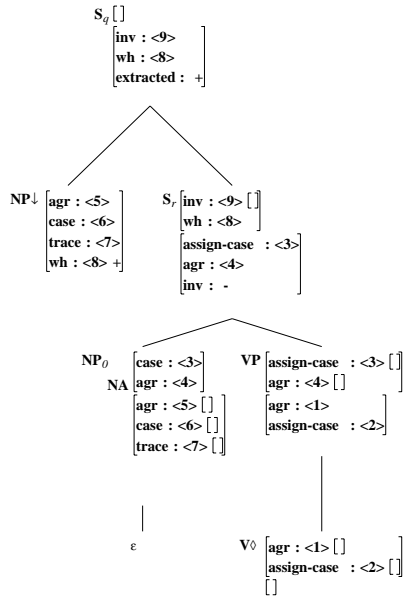 S_q []
inv : <9>
wh : <8>
extracted : +
NP↓ agr : <5>
case : <6>
trace : <7>
wh : <8> +
S_r inv : <9> []
wh : <8>
assign-case : <3>
agr : <4>
inv : -
NP_0 case : <3>
NA agr : <4>
agr : <5> []
case : <6> []
trace : <7> []
VP assign-case : <3> []
agr : <4> []
agr : <1>
assign-case : <2>
ε
V◊ agr : <1> []
assign-case : <2> []
[]